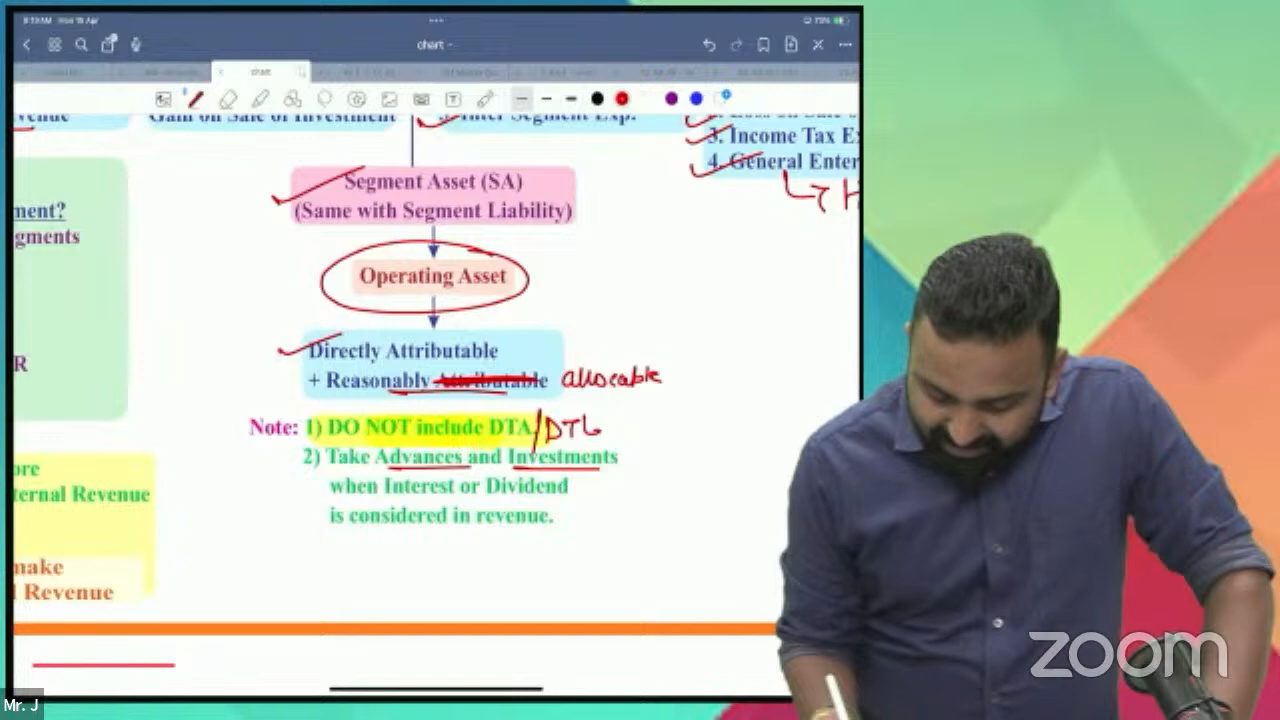 chart
venue
Gain on Sale of Investment
3. Inter Segment Exp.
3. Income Tax Ex
4. General Enter
Segment Asset (SA)
(Same with Segment Liability)
ment?
gments
Operating Asset
R
Directly Attributable
+ Reasonably Attributable allocable
Note: 1) DO NOT include DTA/DTL
2) Take Advances and Investments
when Interest or Dividend
is considered in revenue.
ore
ternal Revenue
make
l Revenue
zoom
Mr. J